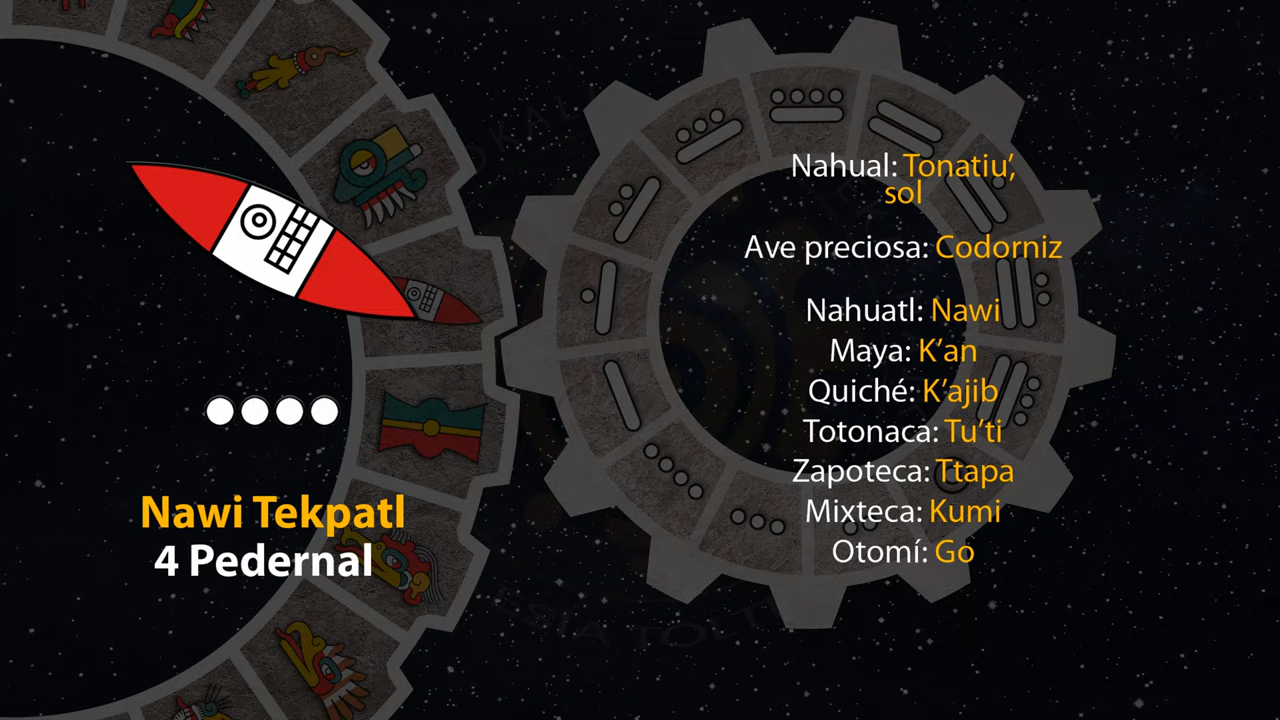 Nahual: Tonatiu’,
sol
Ave preciosa: Codorniz
Nahuatl: Nawi
Maya: K’an
Quiché: K’ajib
Totonaca: Tu’ti
Zapoteca: Ttapa
Mixteca: Kumi
Otomí: Go
Nawi Tekpatl
4 Pedernal